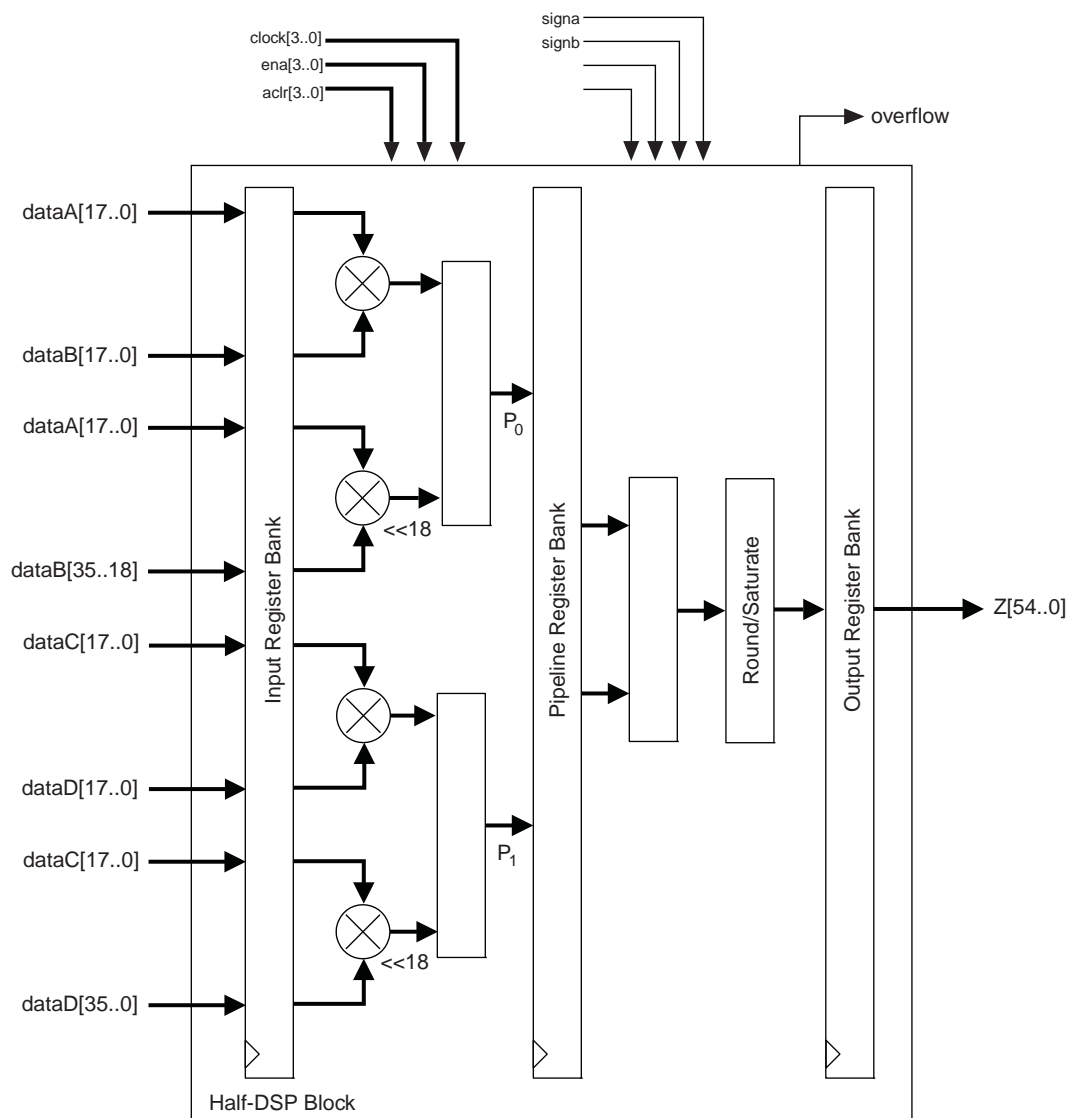 clock[3..0]
ena[3..0]
aclr[3..0]
signa
signb
overflow
dataA[17..0]
dataB[17..0]
dataA[17..0]
dataB[35..18]
dataC[17..0]
dataD[17..0]
dataC[17..0]
dataD[35..0]
Input Register Bank
<<18
<<18
P0
P1
Pipeline Register Bank
Round/Saturate
Output Register Bank
Z[54..0]
Half-DSP Block